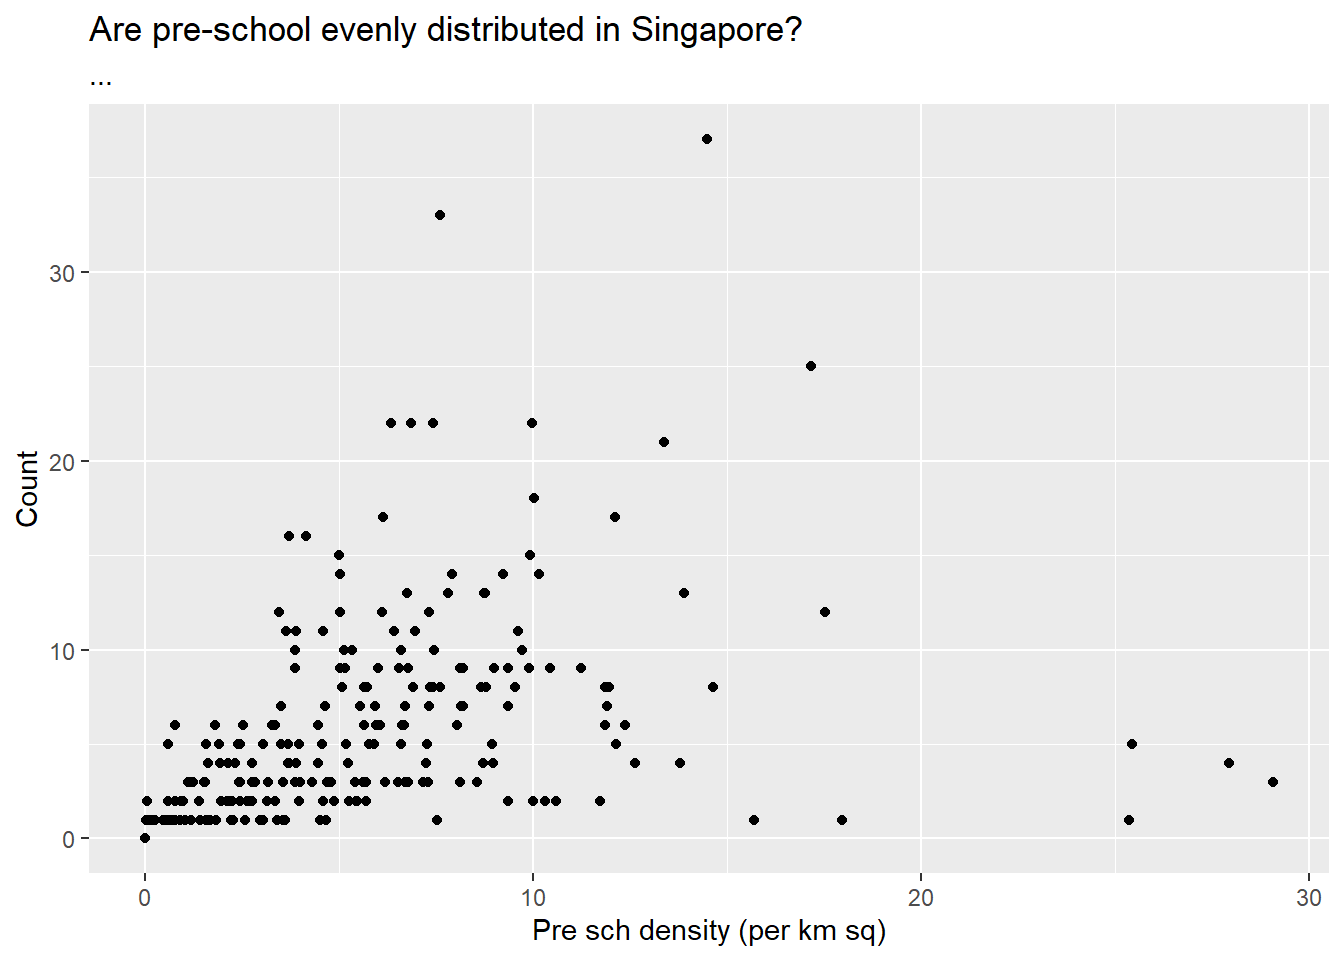 Are pre-school evenly distributed in Singapore?
...
30
20
10
0
Count
0 10 20 30
Pre sch density (per km sq)